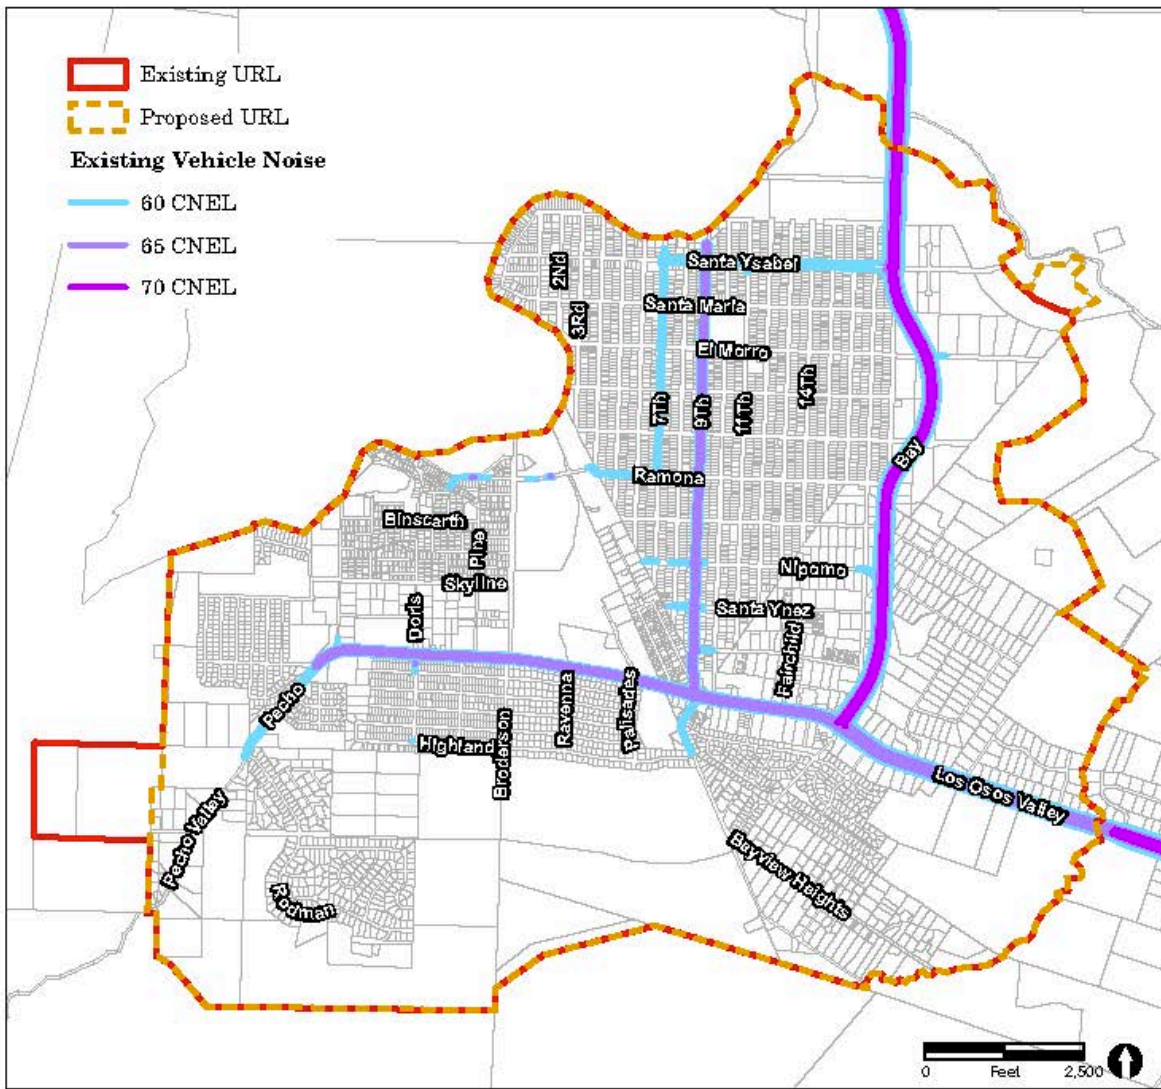 Existing URL
Proposed URL
Existing Vehicle Noise
60 CNEL
65 CNEL
70 CNEL
2Nd
3Rd
Santa Ysabel
Santa Maria
El Morro
7Th
9Th
11Th
14Th
Bay
Ramona
Binscarth
Pine
Skyline
Doris
Nipomo
Santa Ynez
Fairchild
Pecho
Highland
Broderson
Ravenna
Palisades
Los Osos Valley
Pecho Valley
Rodman
Bayview Heights
0 Feet 2,500